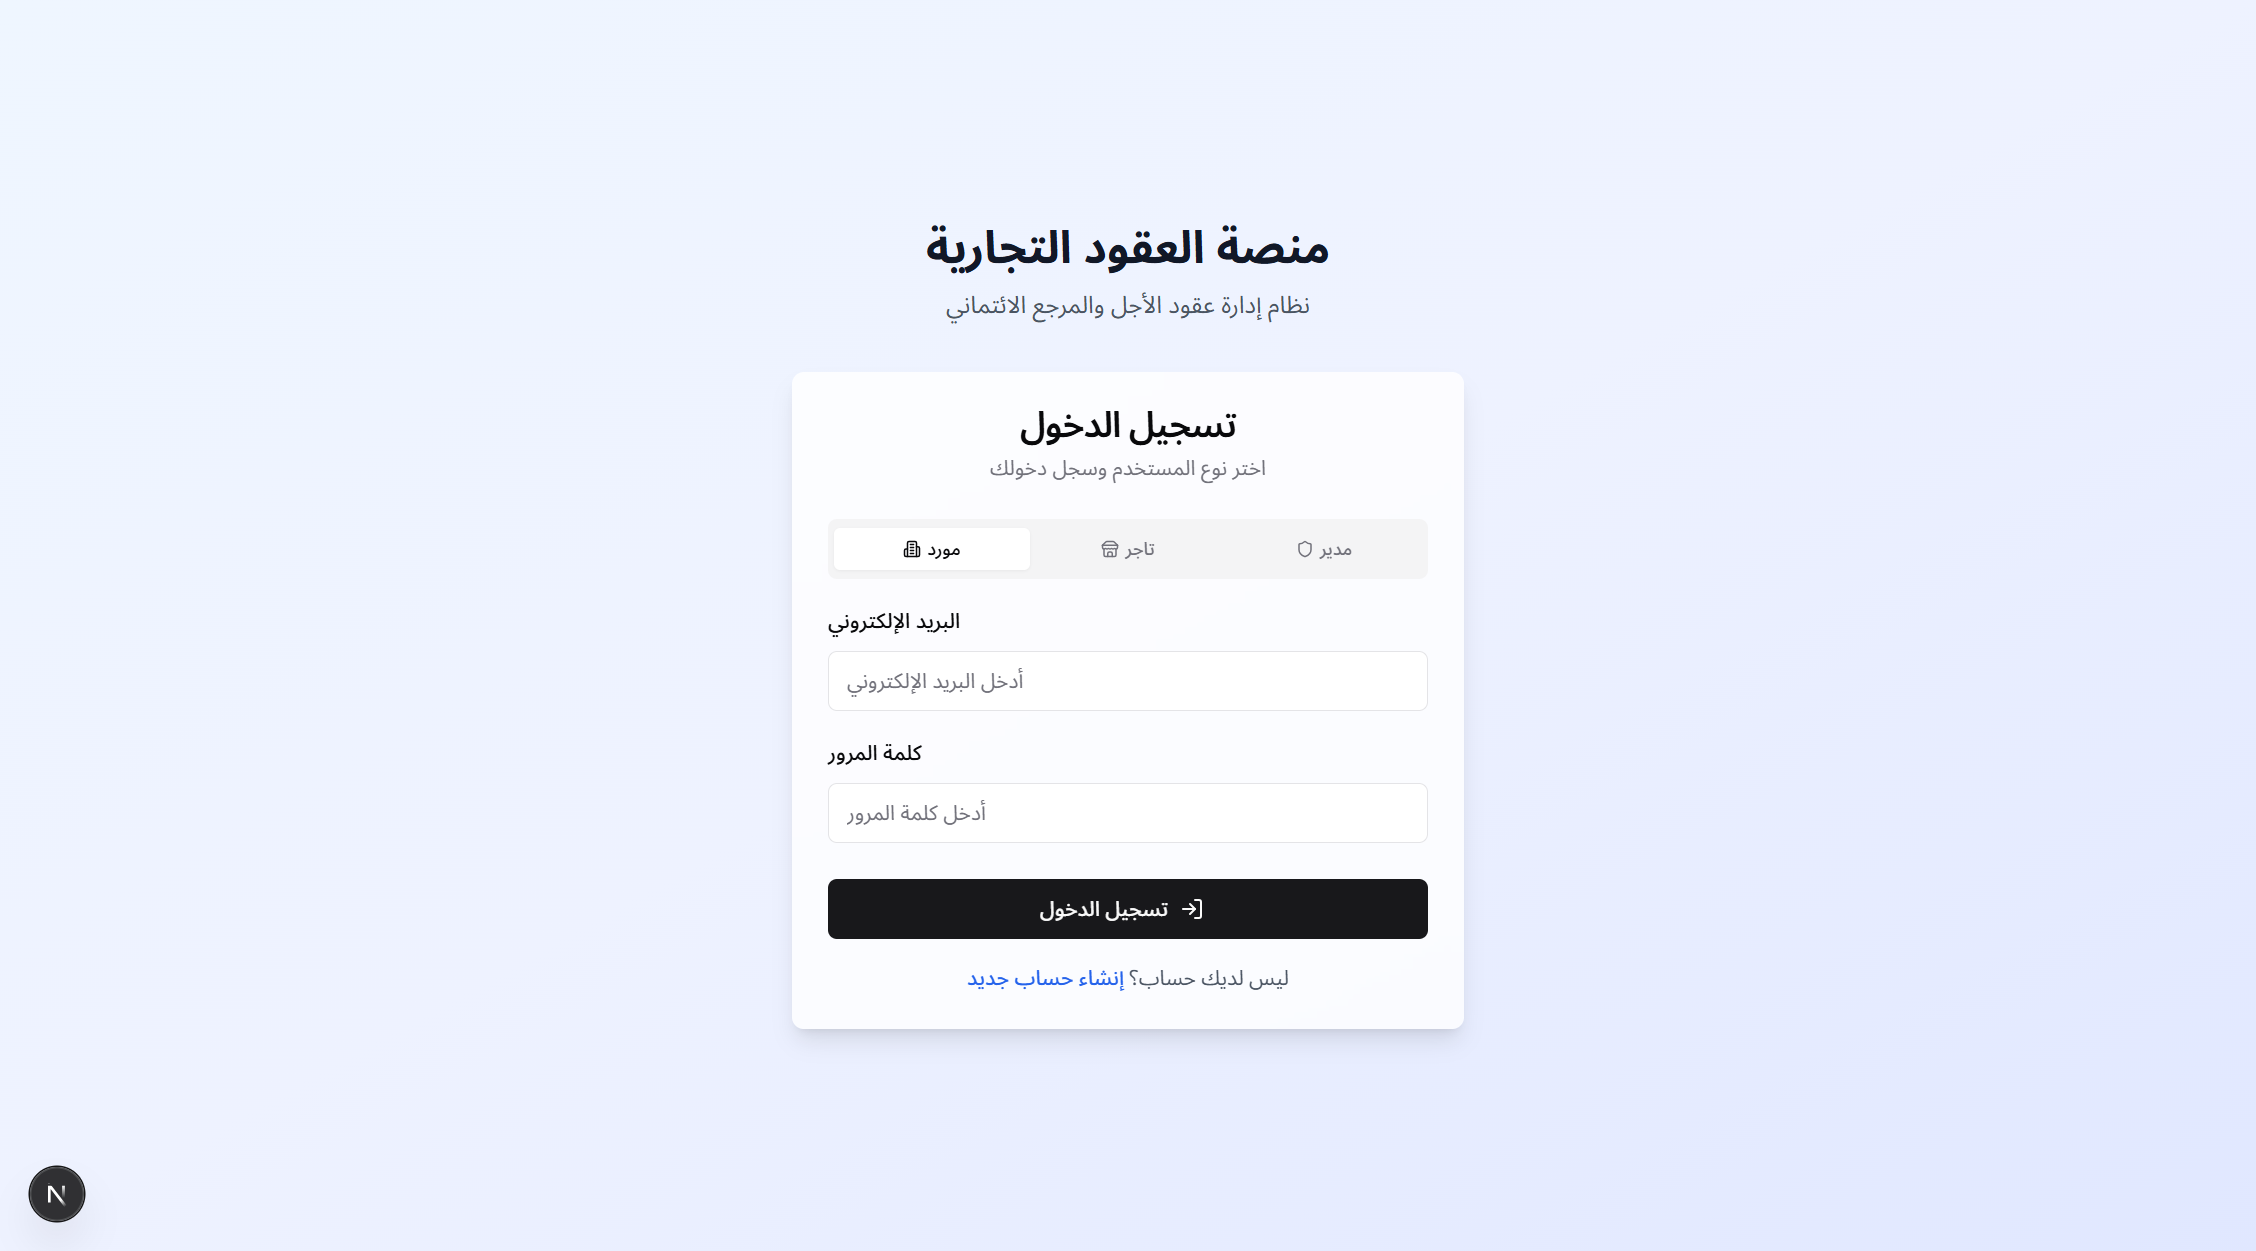 منصة العقود التجارية
نظام إدارة عقود الأجل والمرجع الائتماني
تسجيل الدخول
اختر نوع المستخدم وسجل دخولك
مورد
تاجر
مدير
البريد الإلكتروني
أدخل البريد الإلكتروني
كلمة المرور
أدخل كلمة المرور
تسجيل الدخول
ليس لديك حساب؟ إنشاء حساب جديد
N